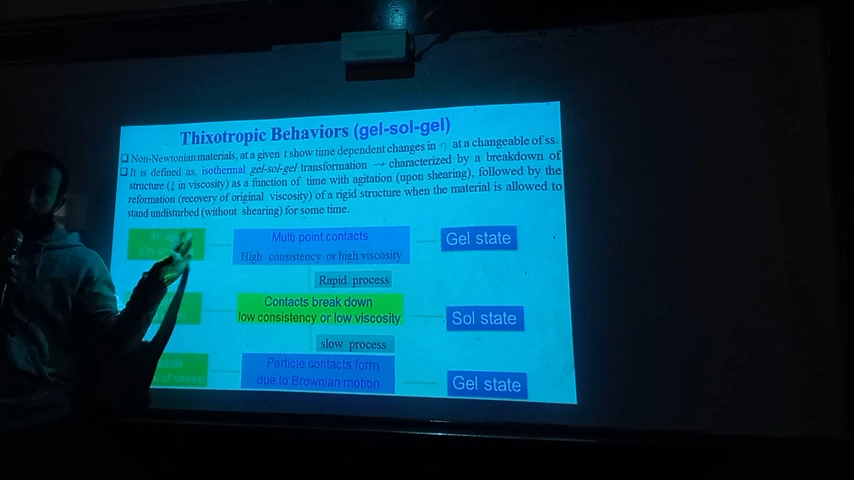 Thixotropic Behaviors (gel-sol-gel)
❑ Non-Newtonian materials, at a given t show time dependent changes in η at a changeable of ss.
❑ It is defined as, isothermal gel-sol-gel transformation → characterized by a breakdown of
structure (↓ in viscosity) as a function of time with agitation (upon shearing), followed by the
reformation (recovery of original viscosity) of a rigid structure when the material is allowed to
stand undisturbed (without shearing) for some time.
Multi point contacts
High consistency or high viscosity
Gel state
Rapid process
Contacts break down
low consistency or low viscosity
Sol state
slow process
Particle contacts form
due to Brownian motion
of stress)
Gel state